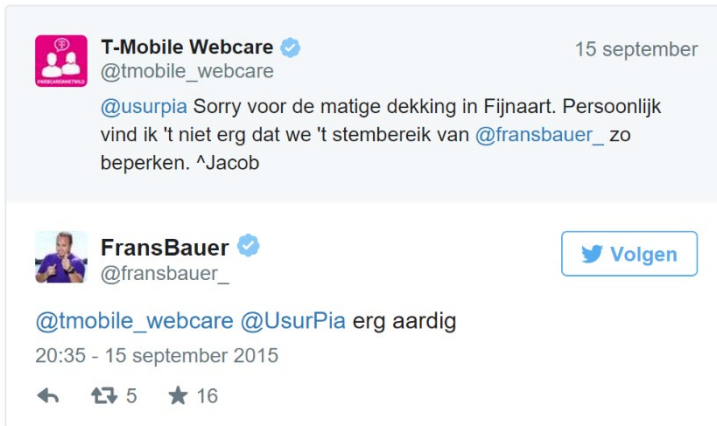 T-Mobile Webcare
15 september
@tmobile_webcare
@usurpia Sorry voor de matige dekking in Fijnaart. Persoonlijk
vind ik 't niet erg dat we 't stembereik van @fransbauer_ zo
beperken. ^Jacob
FransBauer
Volgen
@fransbauer_
@tmobile_webcare @UsurPia erg aardig
20:35 - 15 september 2015
5
16